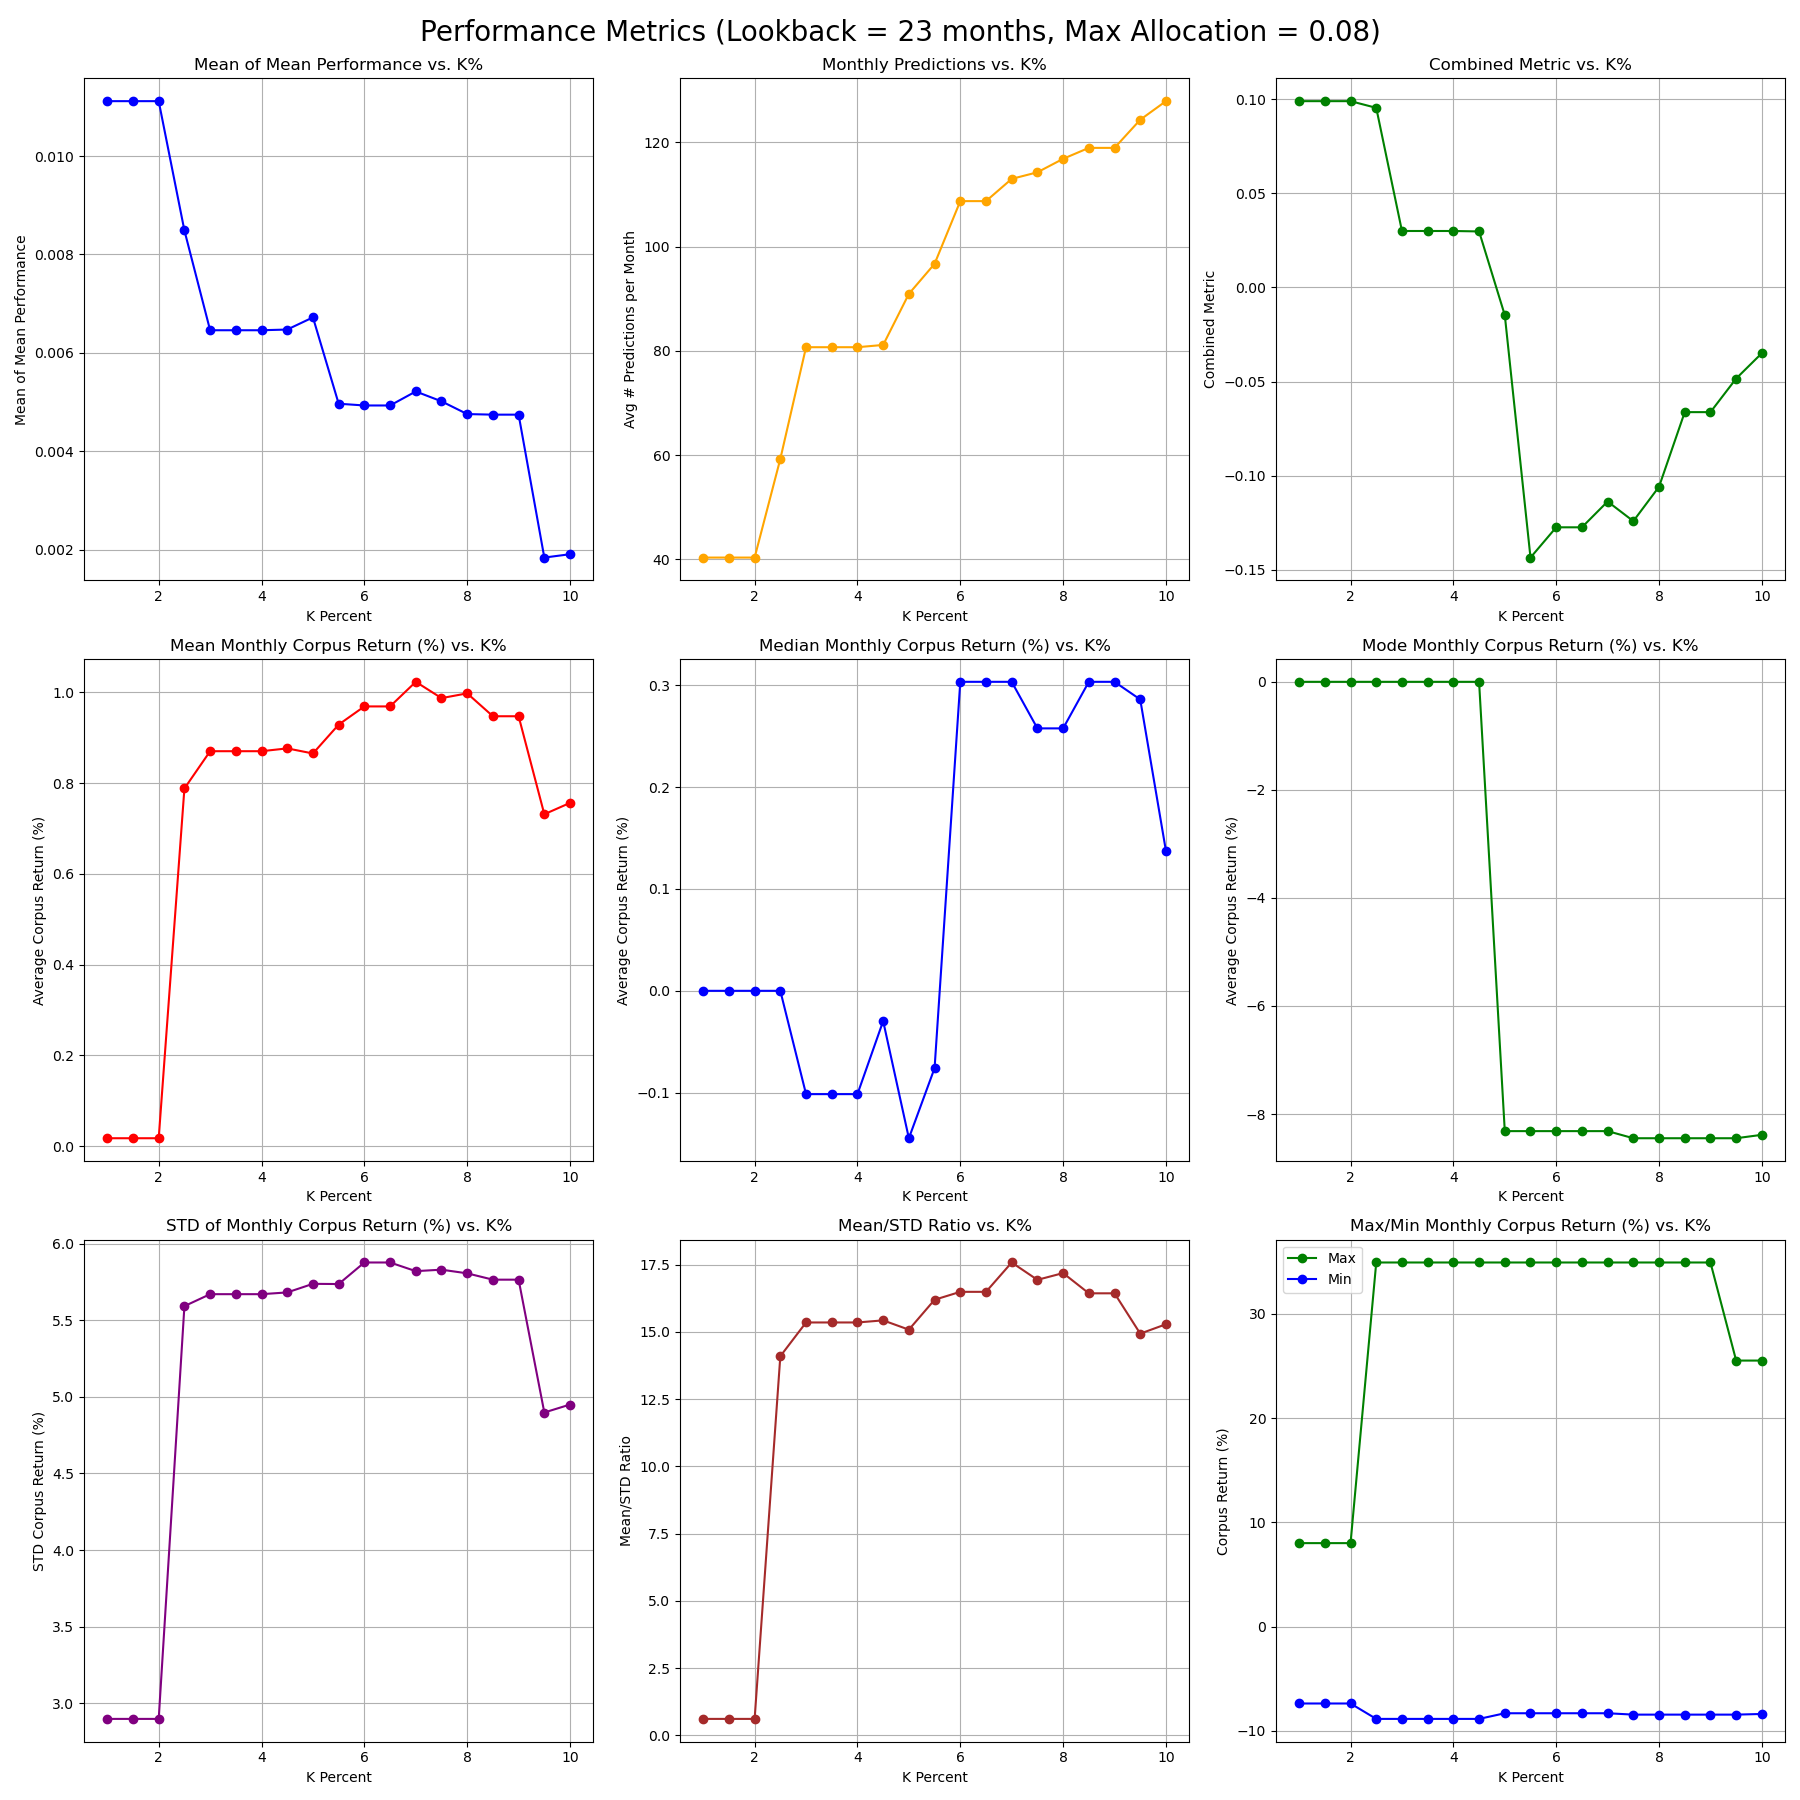 Performance Metrics (Lookback = 23 months, Max Allocation = 0.08)
Mean of Mean Performance vs. K%
Mean of Mean Performance
0.010
0.008
0.006
0.004
0.002
2 4 6 8 10
K Percent
Monthly Predictions vs. K%
Avg # Predictions per Month
120
100
80
60
40
2 4 6 8 10
K Percent
Combined Metric vs. K%
Combined Metric
0.10
0.05
0.00
−0.05
−0.10
−0.15
2 4 6 8 10
K Percent
Mean Monthly Corpus Return (%) vs. K%
Average Corpus Return (%)
1.0
0.8
0.6
0.4
0.2
0.0
2 4 6 8 10
K Percent
Median Monthly Corpus Return (%) vs. K%
Average Corpus Return (%)
0.3
0.2
0.1
0.0
−0.1
2 4 6 8 10
K Percent
Mode Monthly Corpus Return (%) vs. K%
Average Corpus Return (%)
0
−2
−4
−6
−8
2 4 6 8 10
K Percent
STD of Monthly Corpus Return (%) vs. K%
STD Corpus Return (%)
6.0
5.5
5.0
4.5
4.0
3.5
3.0
2 4 6 8 10
K Percent
Mean/STD Ratio vs. K%
Mean/STD Ratio
17.5
15.0
12.5
10.0
7.5
5.0
2.5
0.0
2 4 6 8 10
K Percent
Max/Min Monthly Corpus Return (%) vs. K%
Max
Min
Corpus Return (%)
30
20
10
0
−10
2 4 6 8 10
K Percent